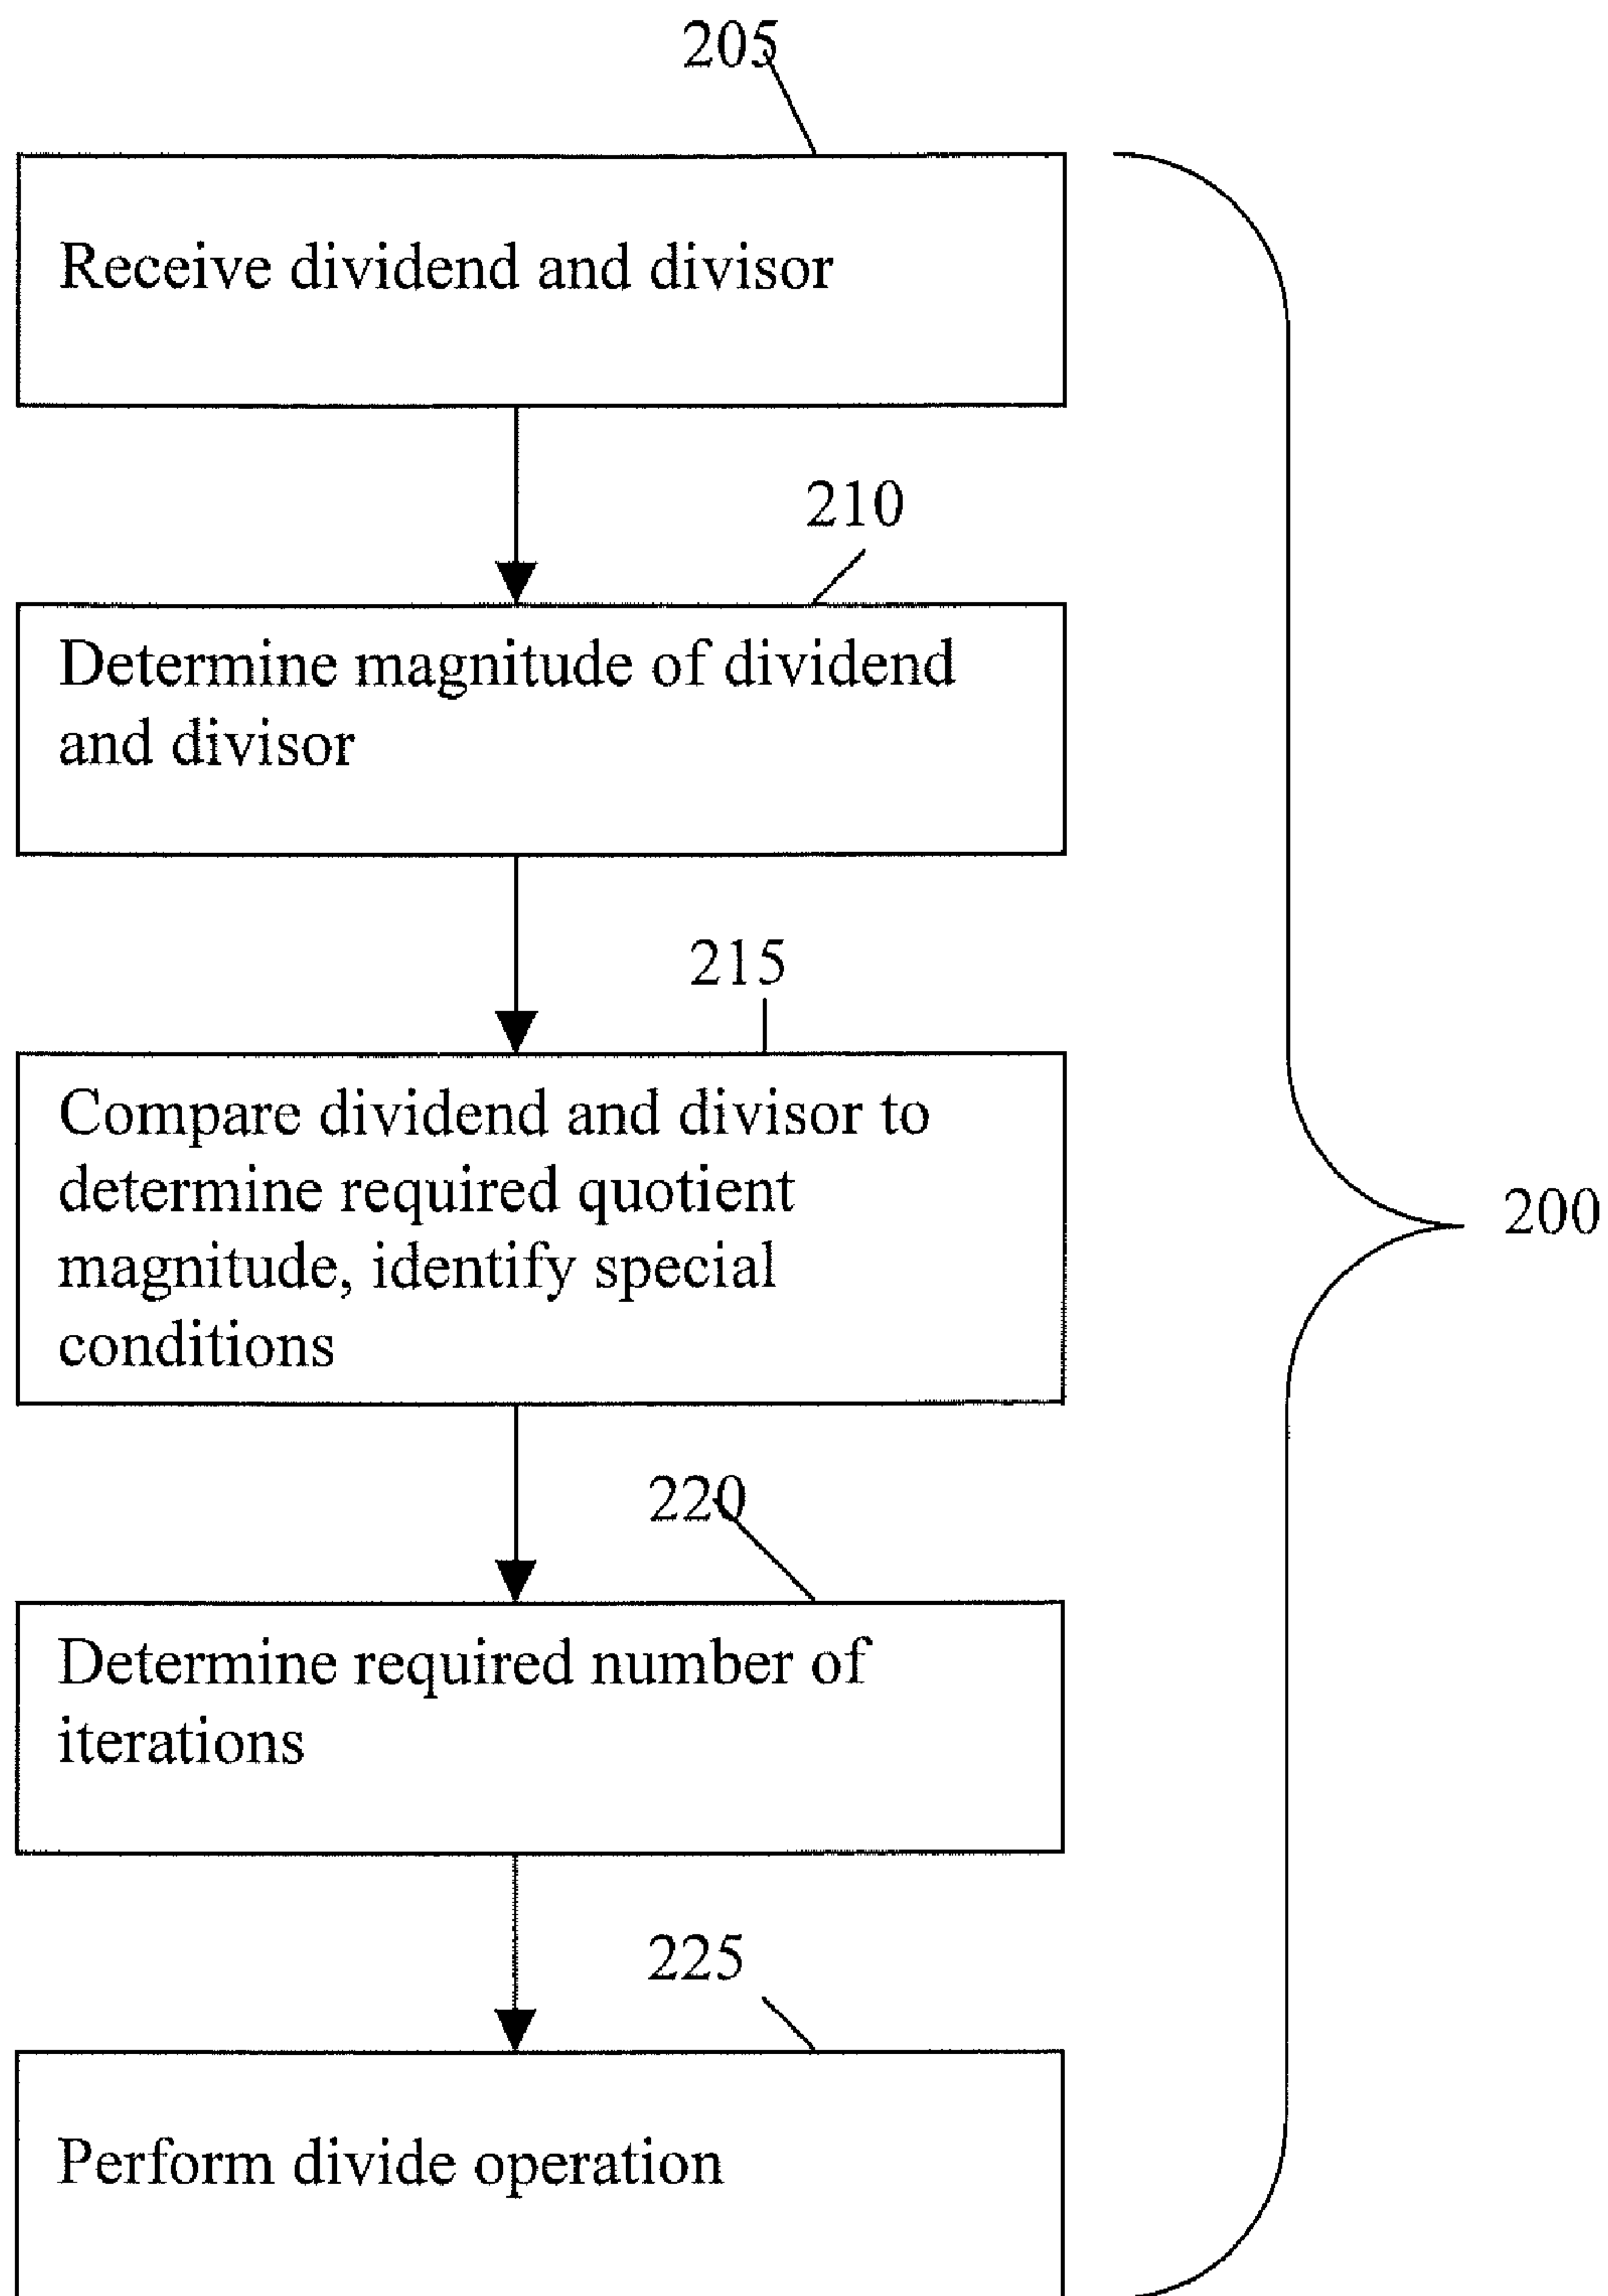 205
Receive dividend and divisor
210
Determine magnitude of dividend
and divisor
215
Compare dividend and divisor to
determine required quotient
magnitude, identify special
conditions
200
220
Determine required number of
iterations
225
Perform divide operation